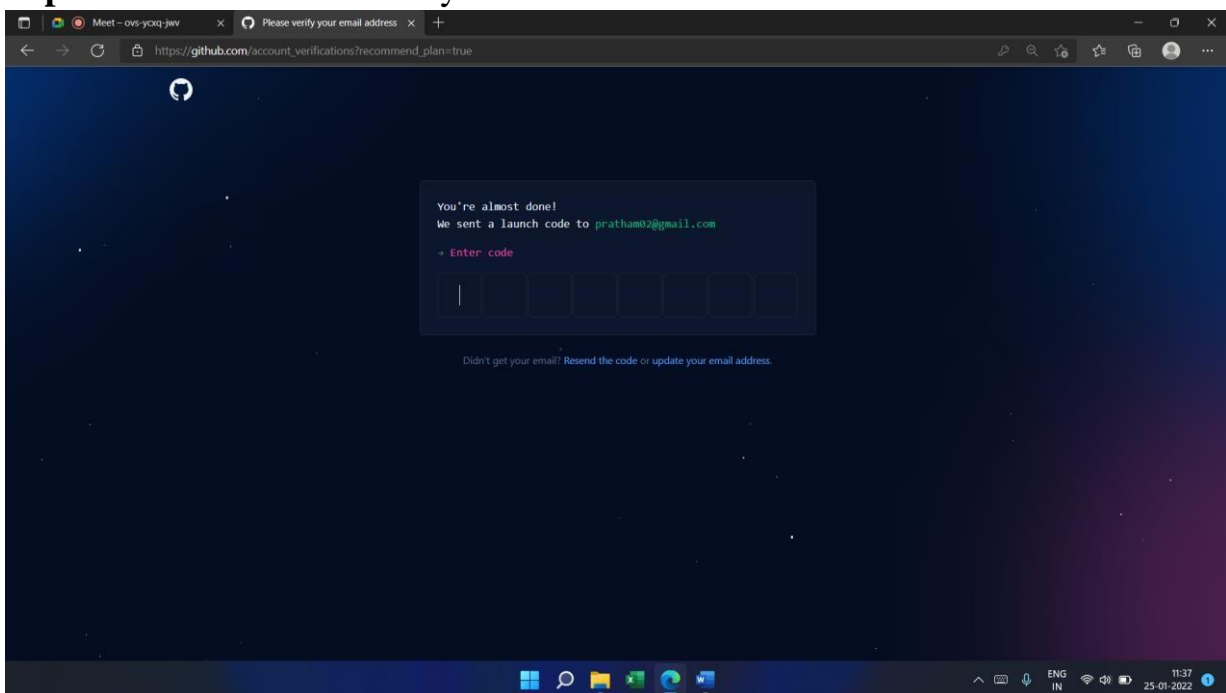 Meet – ovs-ycxq-jwv
Please verify your email address
https://github.com/account_verifications?recommend_plan=true
You're almost done!
We sent a launch code to pratham02@gmail.com
→ Enter code
Didn't get your email? Resend the code or update your email address.
ENG
IN
11:37
25-01-2022
1